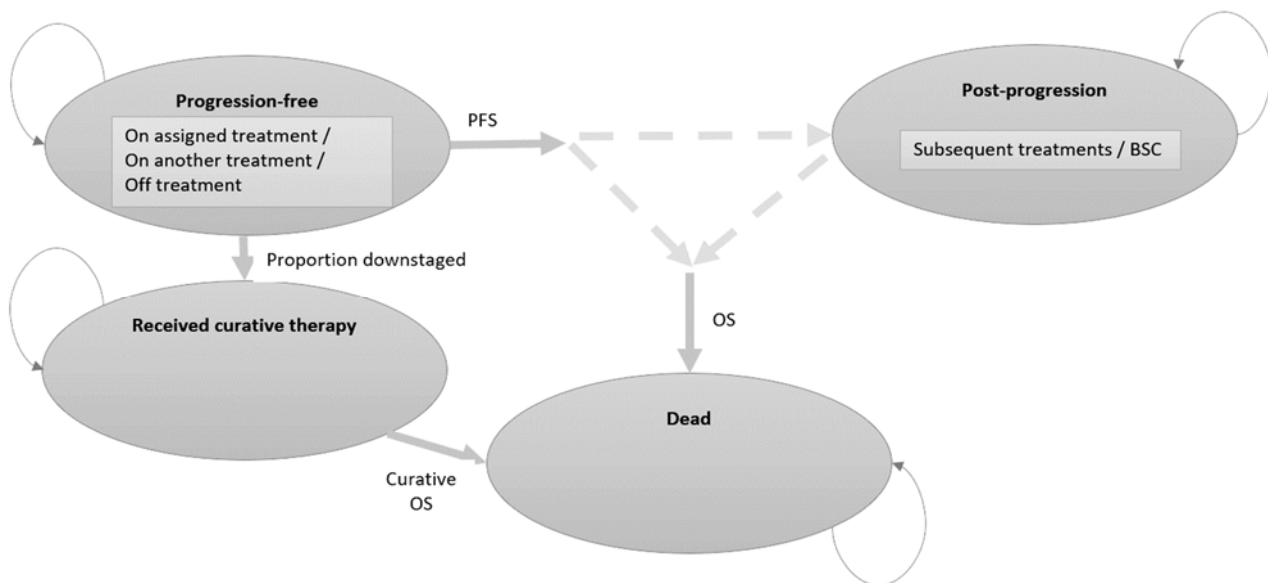 Progression-free
On assigned treatment /
On another treatment /
Off treatment
PFS
Post-progression
Subsequent treatments / BSC
Proportion downstaged
Received curative therapy
OS
Dead
Curative
OS